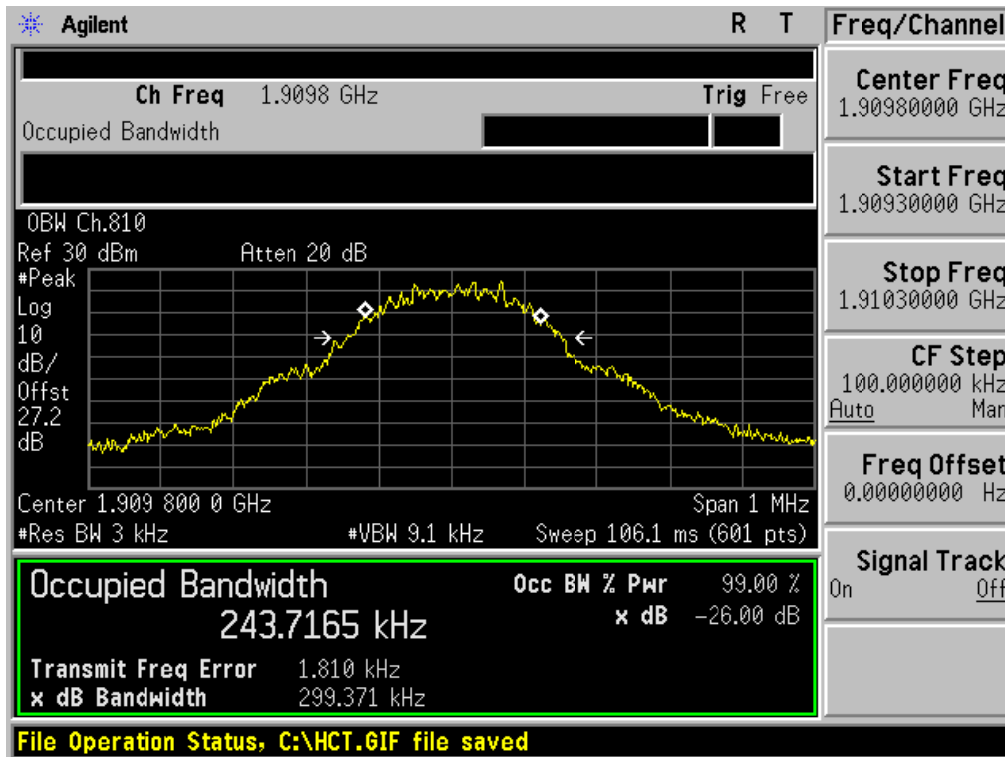 Agilent R T Freq/Channel
Ch Freq 1.9098 GHz Trig Free
Occupied Bandwidth
Center Freq
1.90980000 GHz
Start Freq
1.90930000 GHz
Stop Freq
1.91030000 GHz
CF Step
100.000000 kHz
Auto Man
Freq Offset
0.00000000 Hz
Signal Track
On Off
OBW Ch.810
Ref 30 dBm Atten 20 dB
#Peak
Log
10
dB/
Offst
27.2
dB
Center 1.909 800 0 GHz Span 1 MHz
#Res BW 3 kHz #VBW 9.1 kHz Sweep 106.1 ms (601 pts)
Occupied Bandwidth Occ BW % Pwr 99.00 %
243.7165 kHz x dB -26.00 dB
Transmit Freq Error 1.810 kHz
x dB Bandwidth 299.371 kHz
File Operation Status, C:\HCT.GIF file saved